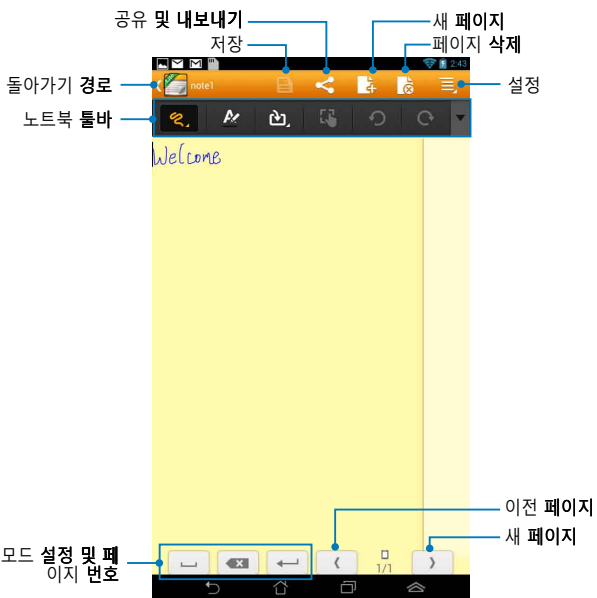 공유 및 내보내기
새 페이지
저장
페이지 삭제
2:43
돌아가기 경로
note1
설정
노트북 툴바
Welcome
이전 페이지
새 페이지
모드 설정 및 페
이지 번호
1/1